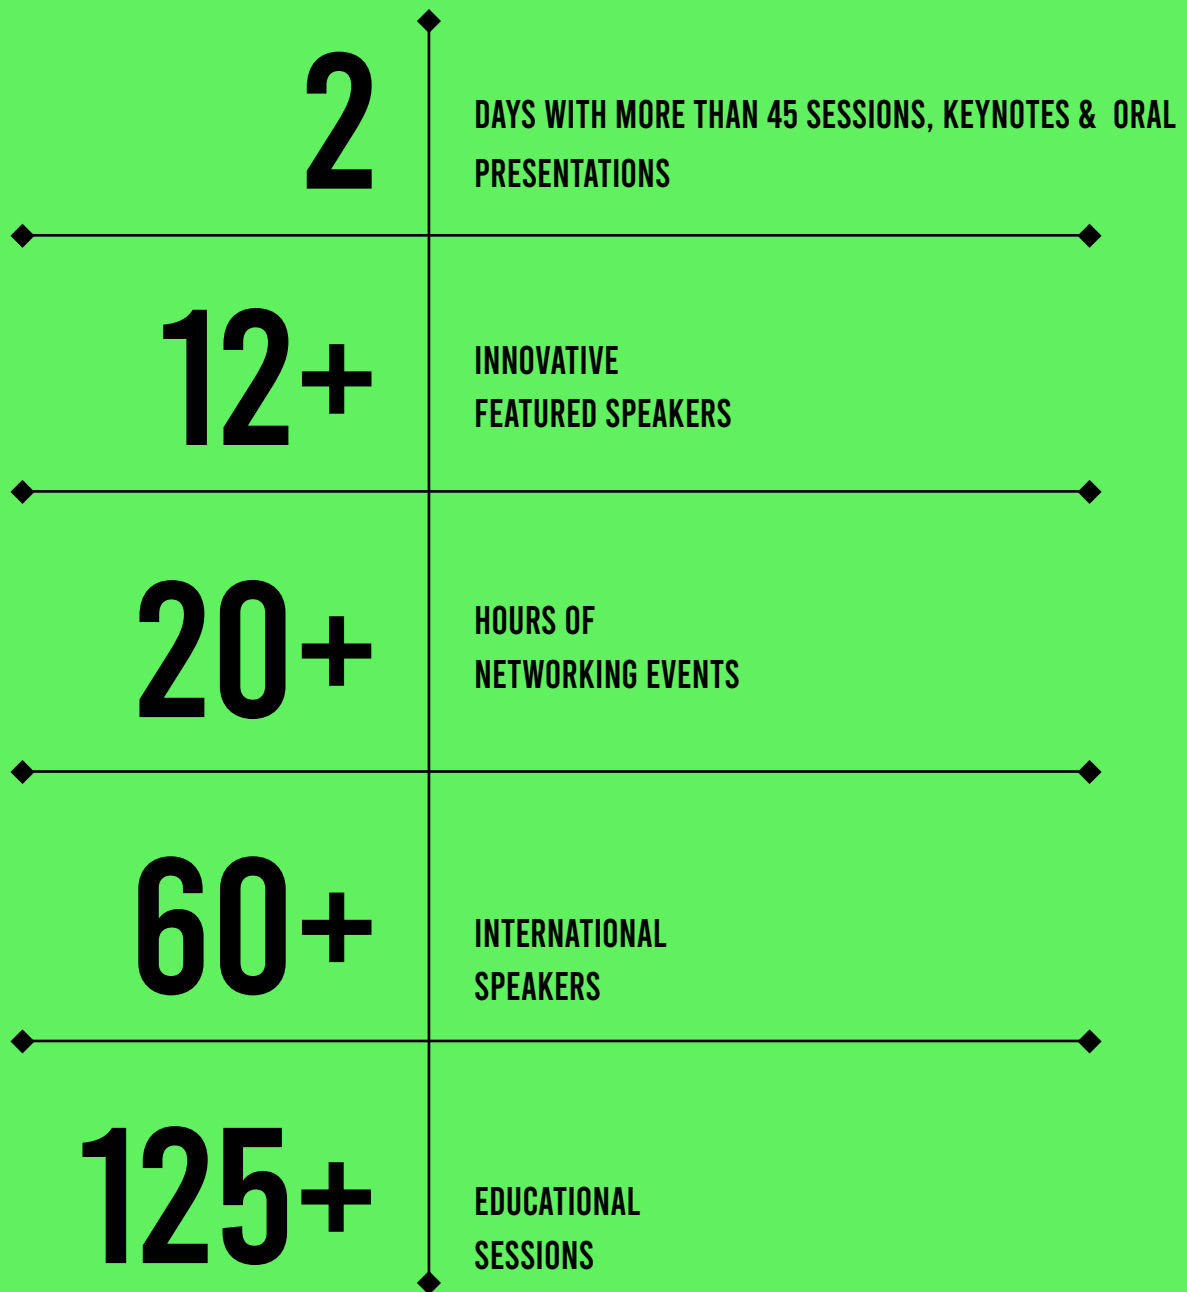 2
DAYS WITH MORE THAN 45 SESSIONS, KEYNOTES & ORAL
PRESENTATIONS
12+
INNOVATIVE
FEATURED SPEAKERS
20+
HOURS OF
NETWORKING EVENTS
60+
INTERNATIONAL
SPEAKERS
125+
EDUCATIONAL
SESSIONS